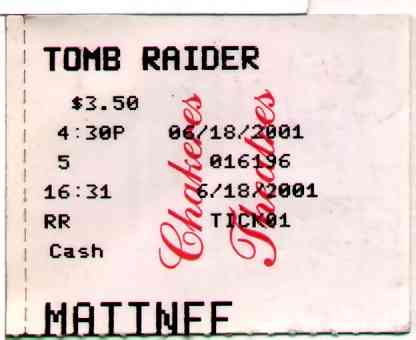 TOMB RAIDER
$3.50
4:30P 06/18/2001
5 016196
16:31 6/18/2001
RR TICK01
Cash
MATINEE
Chakeres
Theatres